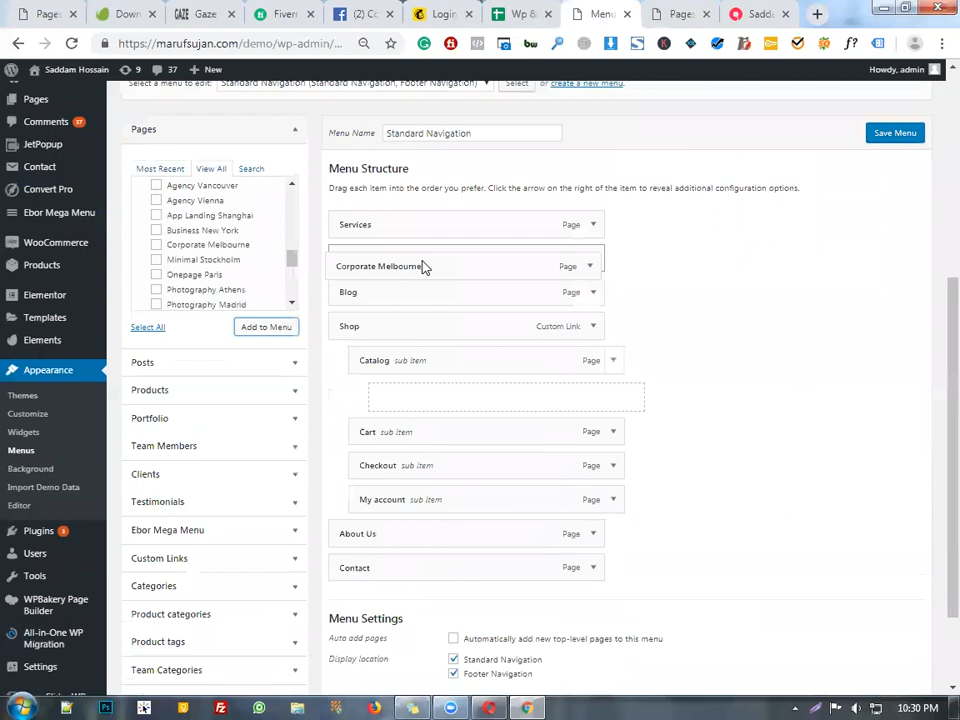 Pages
Down
GAZE Gaze
Fiverr
(2) Co
Login
Wp &
Menu
Pages
Sadda
https://marufsujan.com/demo/wp-admin/...
Saddam Hossain 9 37 New
Howdy, admin
Pages
Comments 37
JetPopup
Contact
Convert Pro
Ebor Mega Menu
WooCommerce
Products
Elementor
Templates
Elements
Appearance
Themes
Customize
Widgets
Menus
Background
Import Demo Data
Editor
Plugins 3
Users
Tools
WPBakery Page
Builder
All-in-One WP
Migration
Settings
Select a menu to edit: Standard Navigation (Standard Navigation, Footer Navigation) Select or create a new menu.
Pages
Most Recent View All Search
Agency Vancouver
Agency Vienna
App Landing Shanghai
Business New York
Corporate Melbourne
Minimal Stockholm
Onepage Paris
Photography Athens
Photography Madrid
Select All Add to Menu
Posts
Products
Portfolio
Team Members
Clients
Testimonials
Ebor Mega Menu
Custom Links
Categories
Product categories
Product tags
Team Categories
Menu Name Standard Navigation Save Menu
Menu Structure
Drag each item into the order you prefer. Click the arrow on the right of the item to reveal additional configuration options.
Services Page
Corporate Melbourne Page
Blog Page
Shop Custom Link
Catalog sub item Page
Cart sub item Page
Checkout sub item Page
My account sub item Page
About Us Page
Contact Page
Menu Settings
Auto add pages Automatically add new top-level pages to this menu
Display location Standard Navigation
Footer Navigation
10:30 PM